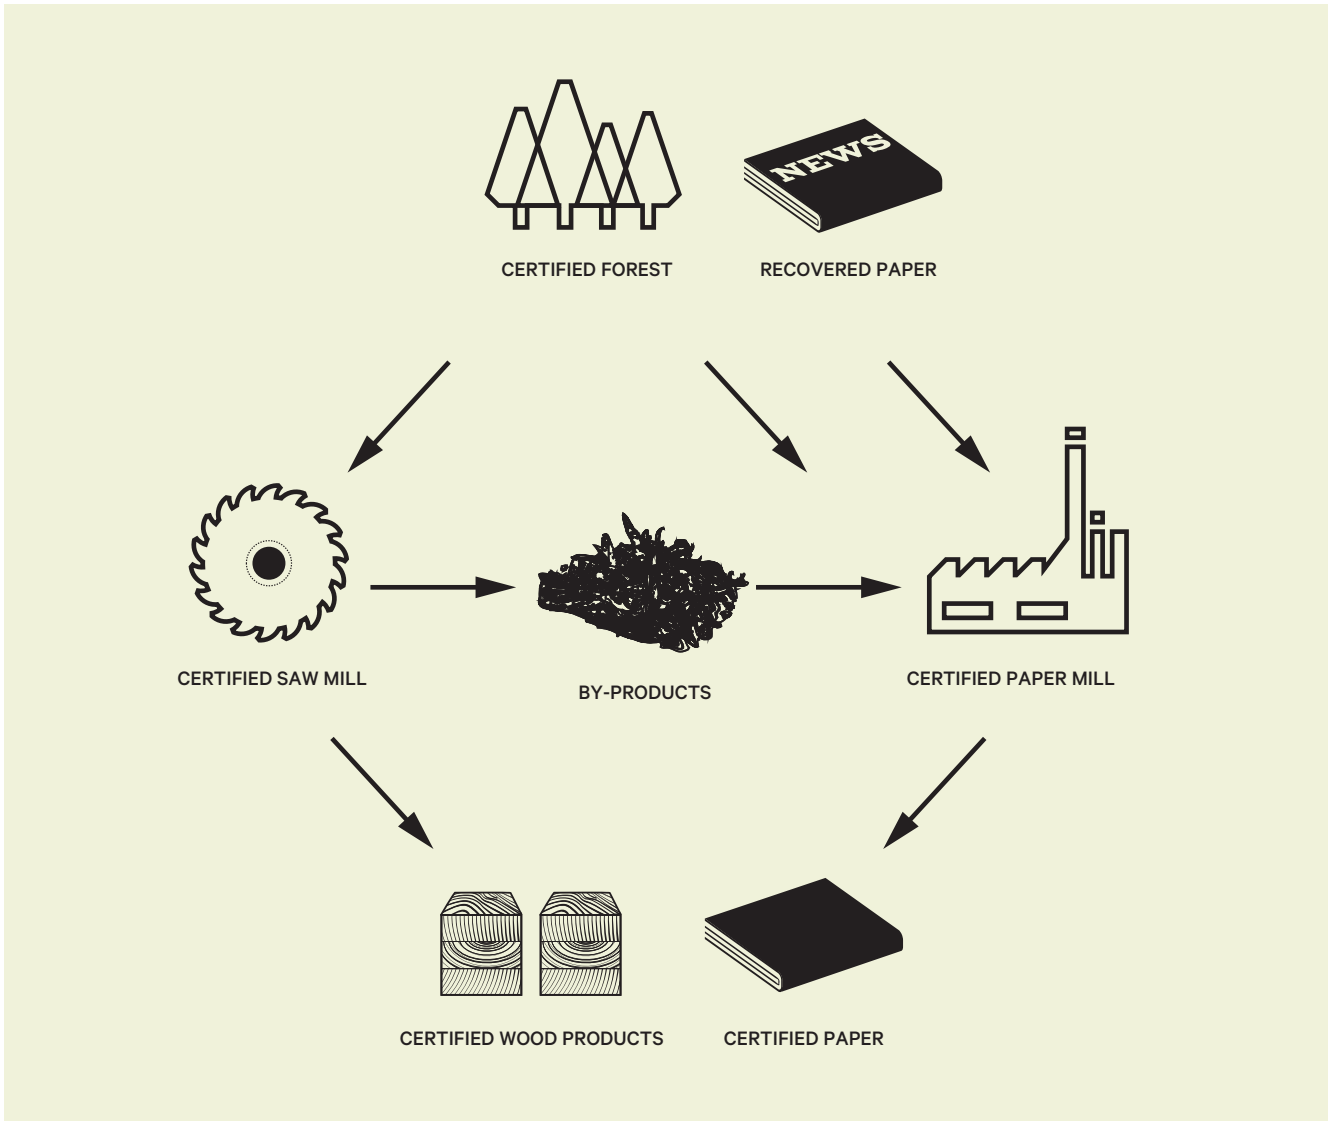 NEWS
CERTIFIED FOREST
RECOVERED PAPER
CERTIFIED SAW MILL
BY-PRODUCTS
CERTIFIED PAPER MILL
CERTIFIED WOOD PRODUCTS
CERTIFIED PAPER